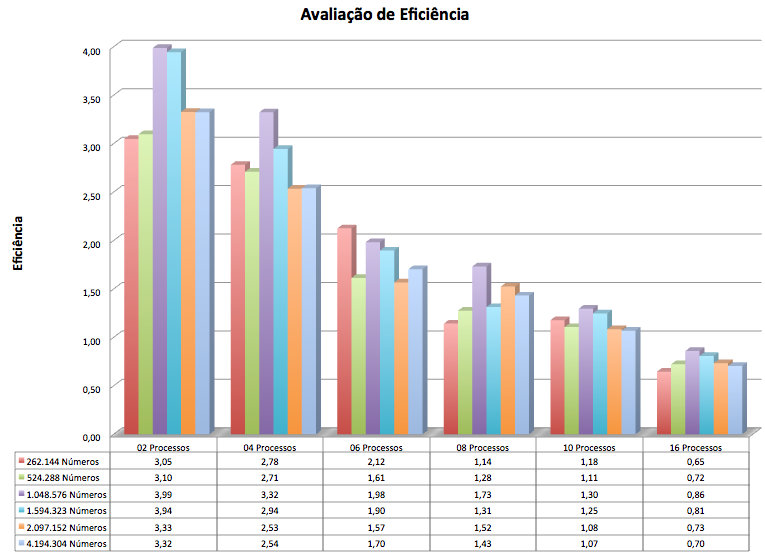 Avaliação de Eficiência
4,00
3,50
3,00
2,50
2,00
1,50
1,00
0,50
0,00
Eficiência
02 Processos 04 Processos 06 Processos 08 Processos 10 Processos 16 Processos
262.144 Números 3,05 2,78 2,12 1,14 1,18 0,65
524.288 Números 3,10 2,71 1,61 1,28 1,11 0,72
1.048.576 Números 3,99 3,32 1,98 1,73 1,30 0,86
1.594.323 Números 3,94 2,94 1,90 1,31 1,25 0,81
2.097.152 Números 3,33 2,53 1,57 1,52 1,08 0,73
4.194.304 Números 3,32 2,54 1,70 1,43 1,07 0,70